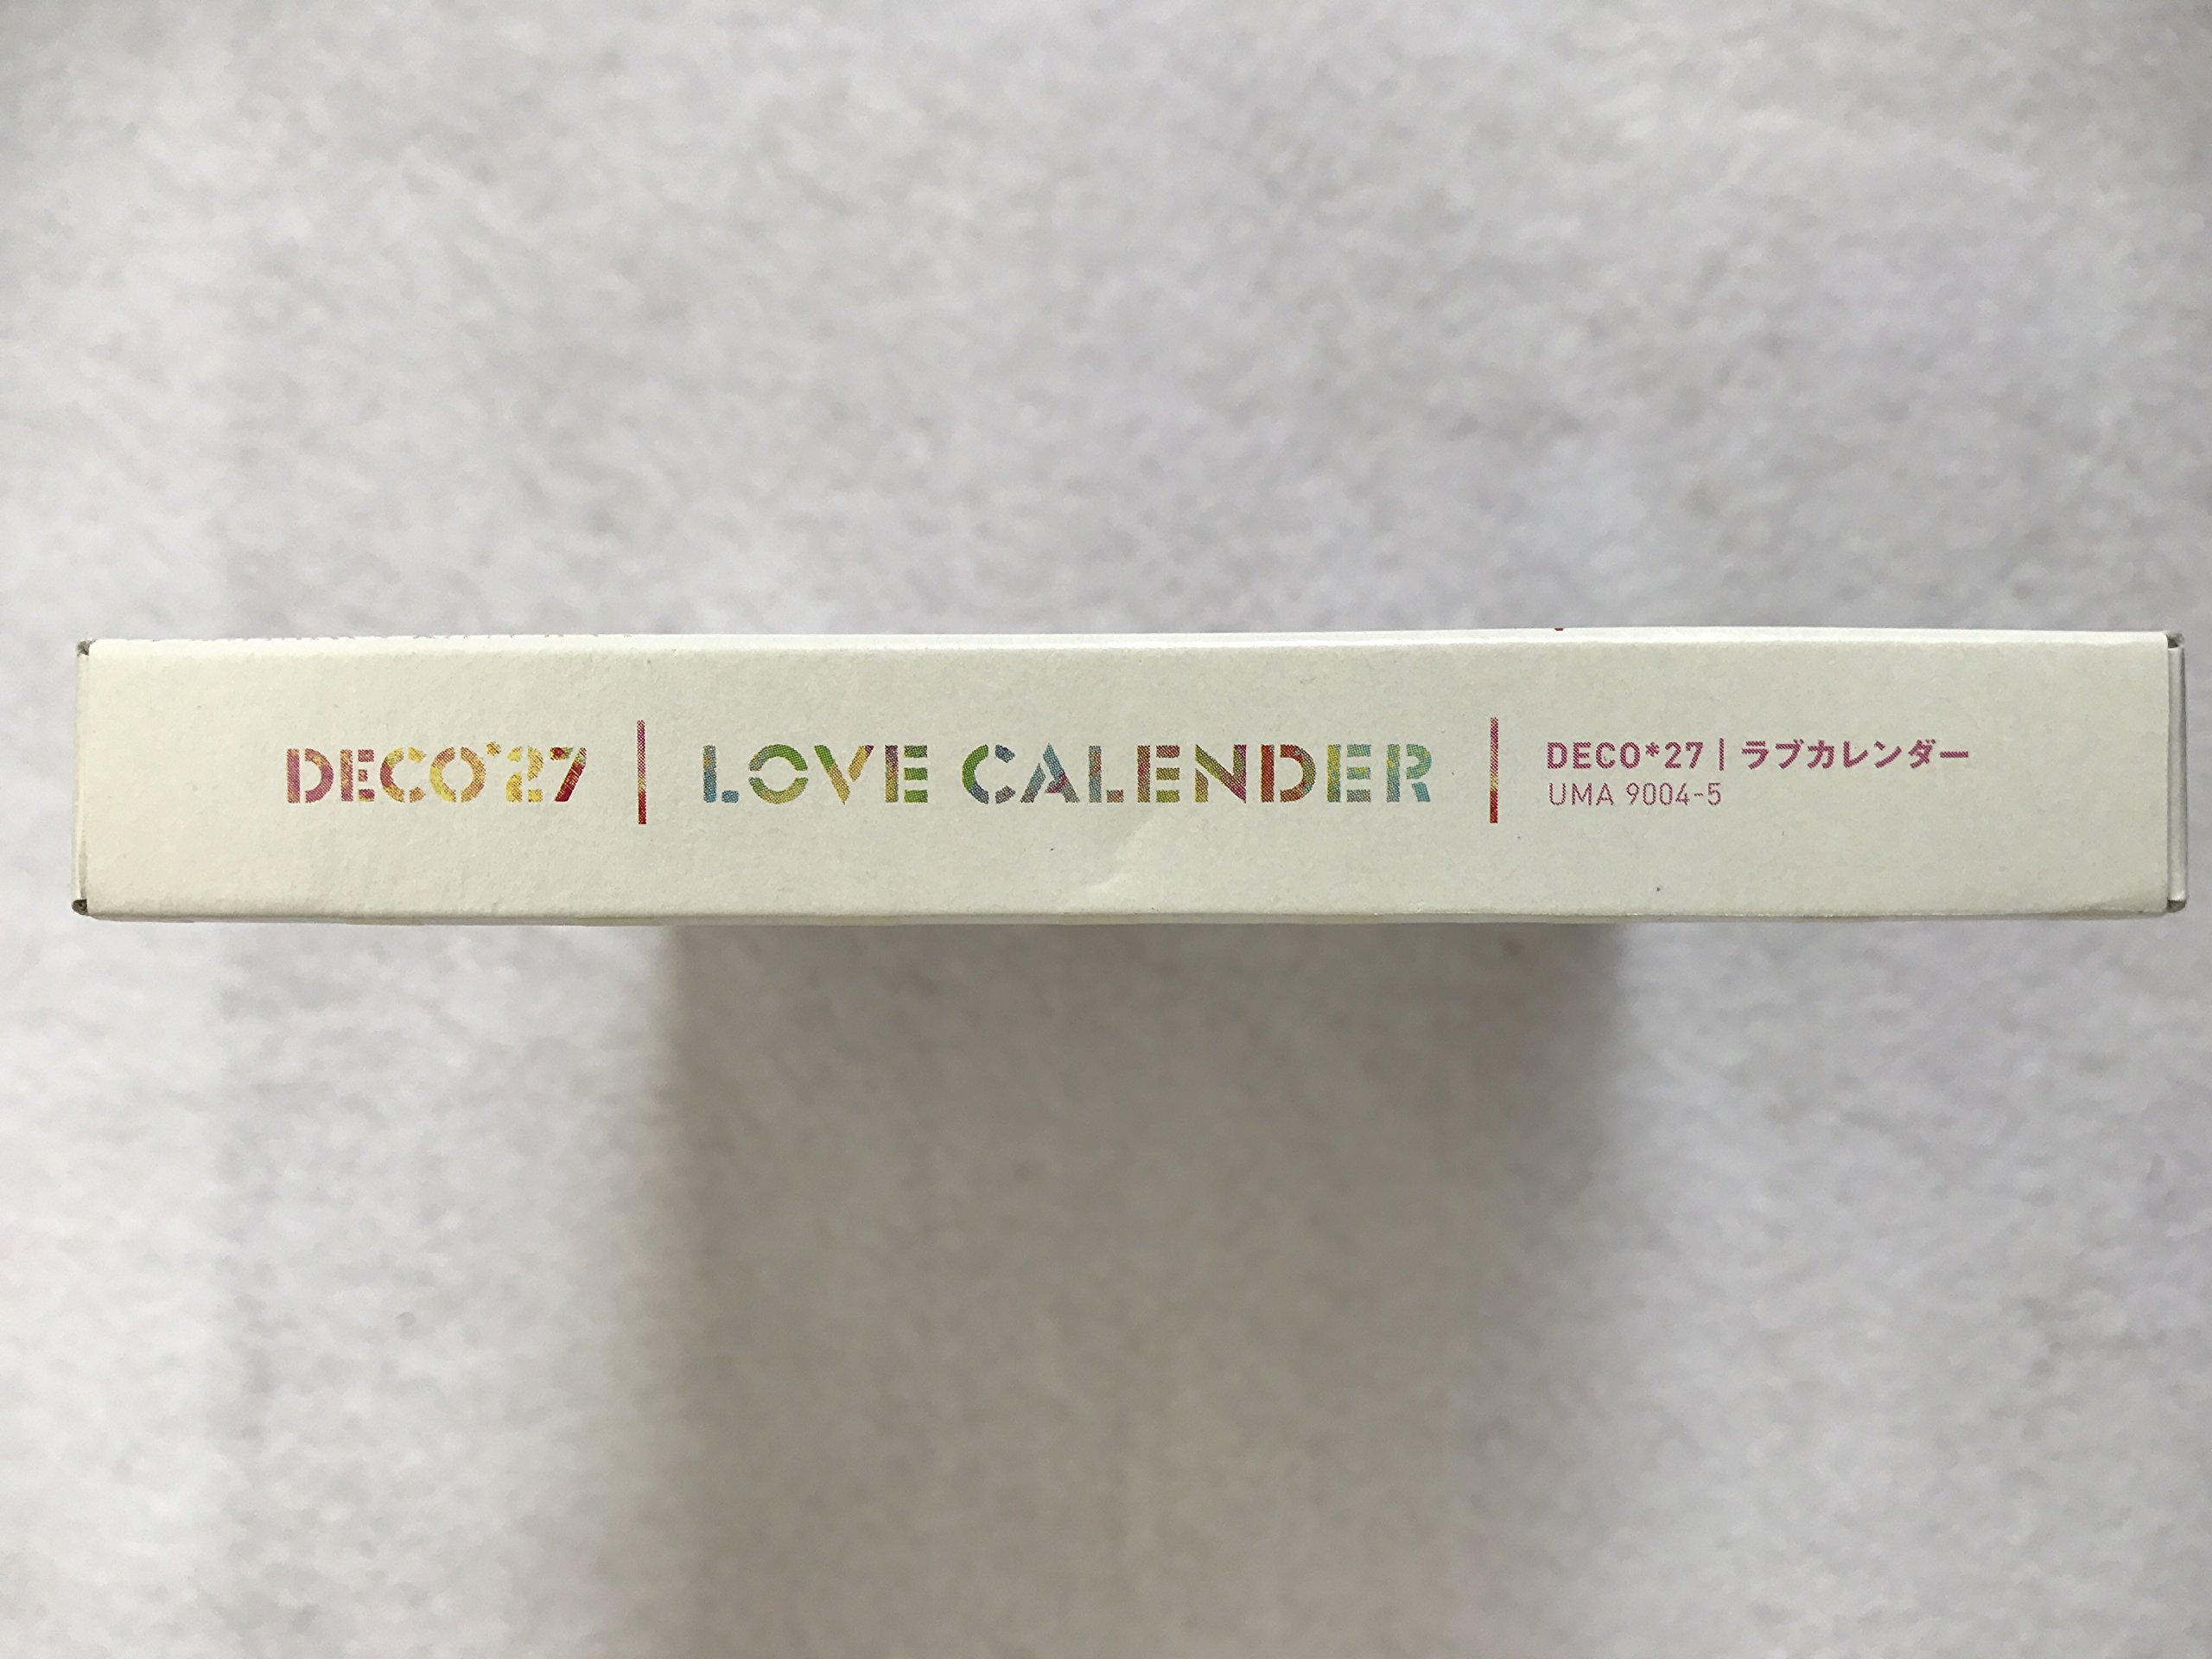 DECO*27 | LOVE CALENDER | DECO*27 | ラブカレンダー
UMA 9004-5